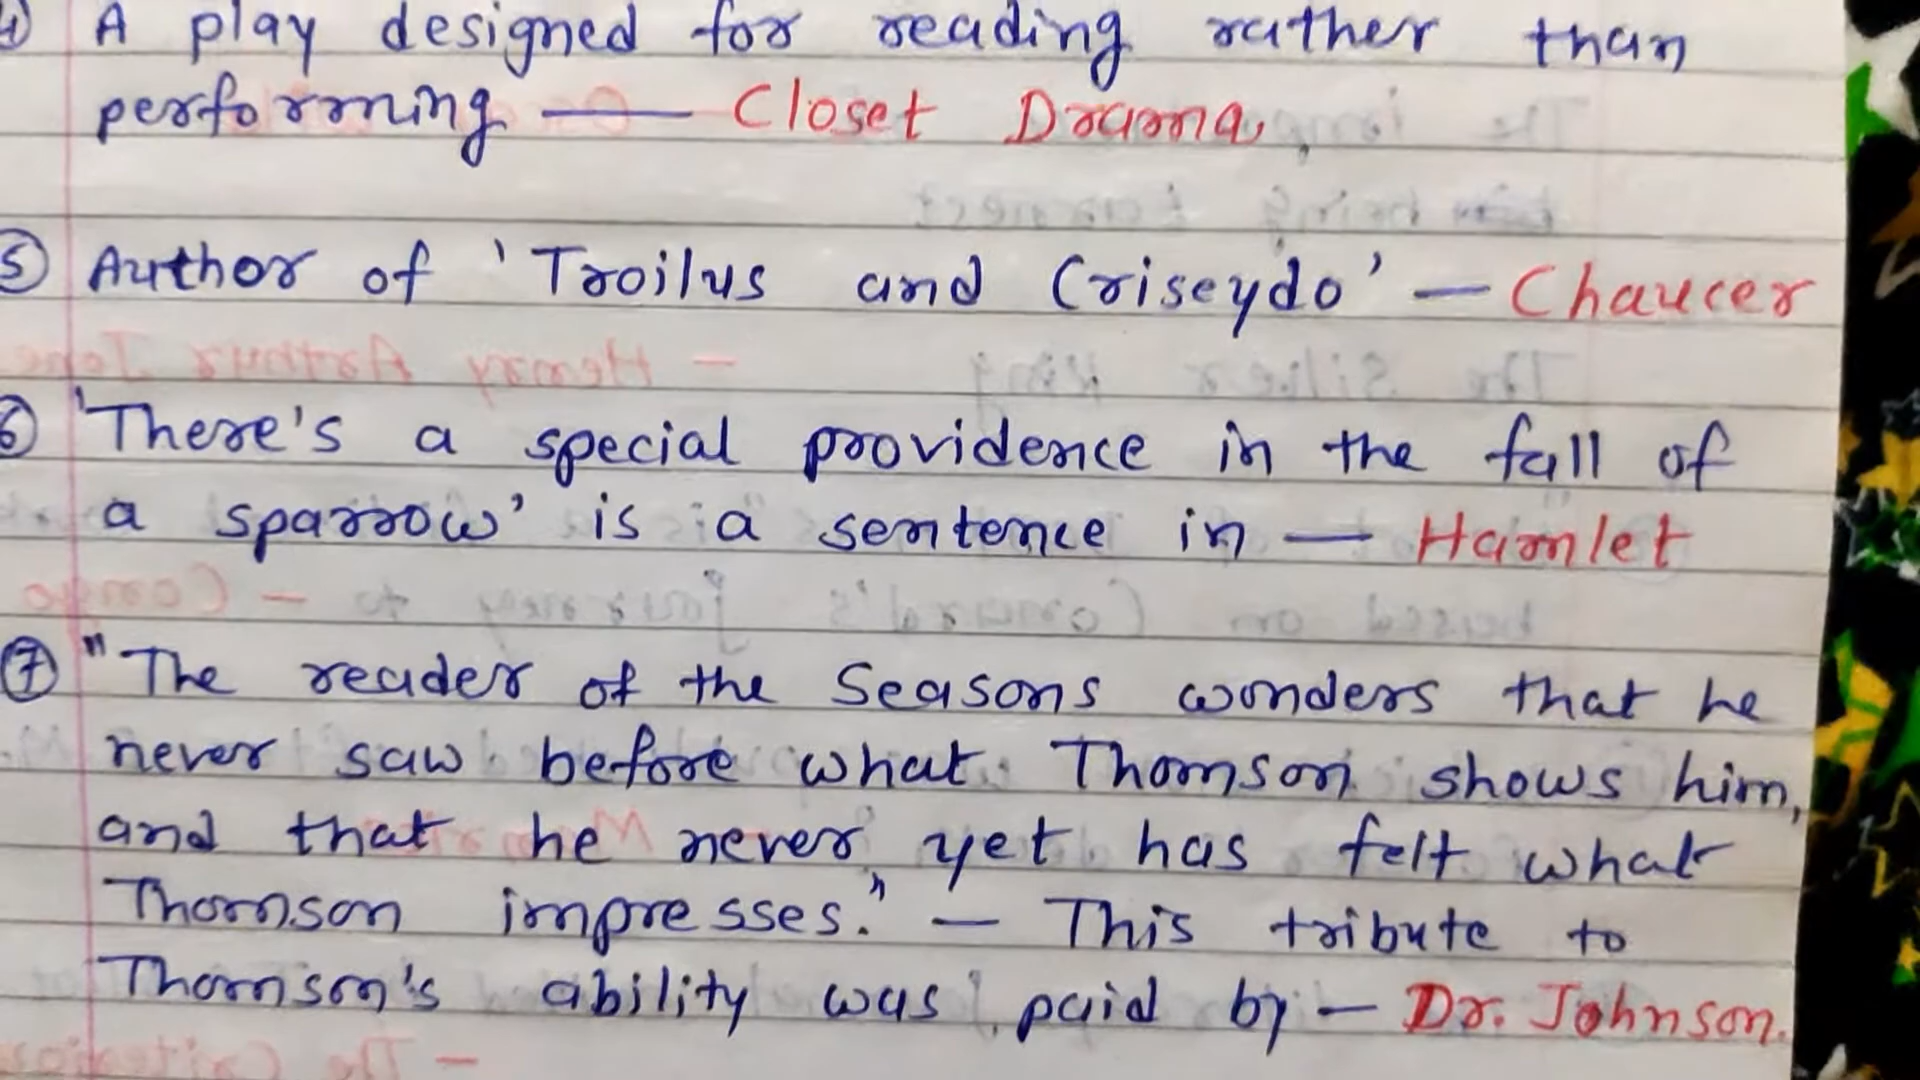 4) A play designed for reading rather than
performing — Closet Drama,
5 Author of 'Troilus and Criseydo' — Chaucer
6 'There's a special providence in the fall of
a sparrow' is a sentence in — Hamlet
7 "The reader of the Seasons wonders that he
never saw before what Thomson shows him,
and that he never yet has felt what
Thomson impresses." — This tribute to
Thomson's ability was paid by — Dr. Johnson.